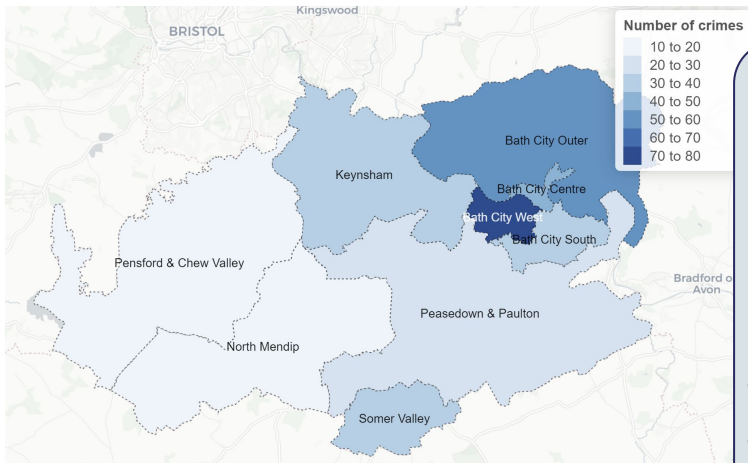 Kingswood
BRISTOL
Number of crimes
10 to 20
20 to 30
30 to 40
40 to 50
50 to 60
60 to 70
70 to 80
Bath City Outer
Keynsham
Bath City Centre
Bath City West
Bath City South
Pensford & Chew Valley
Bradford o
Avon
Peasedown & Paulton
North Mendip
Somer Valley